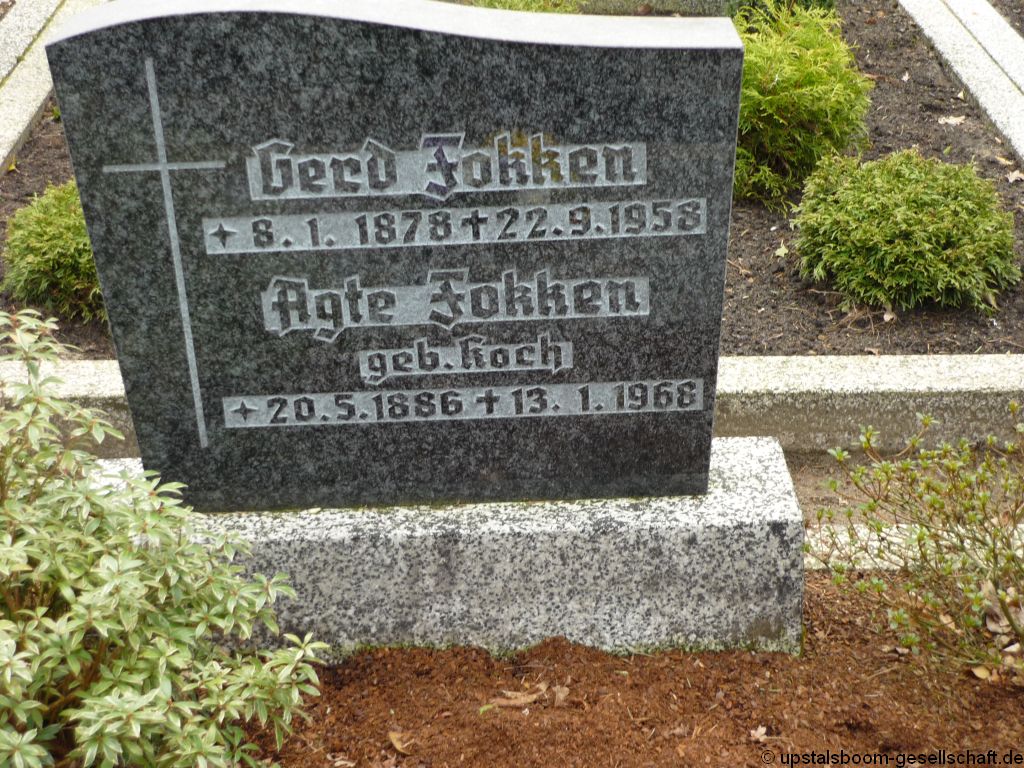 Gerd Fokken
✦ 8. 1. 1878 ✝ 22. 9. 1958
Agte Fokken
geb. Koch
✦ 20. 5. 1886 ✝ 13. 1. 1968
© upstalsboom-gesellschaft.de